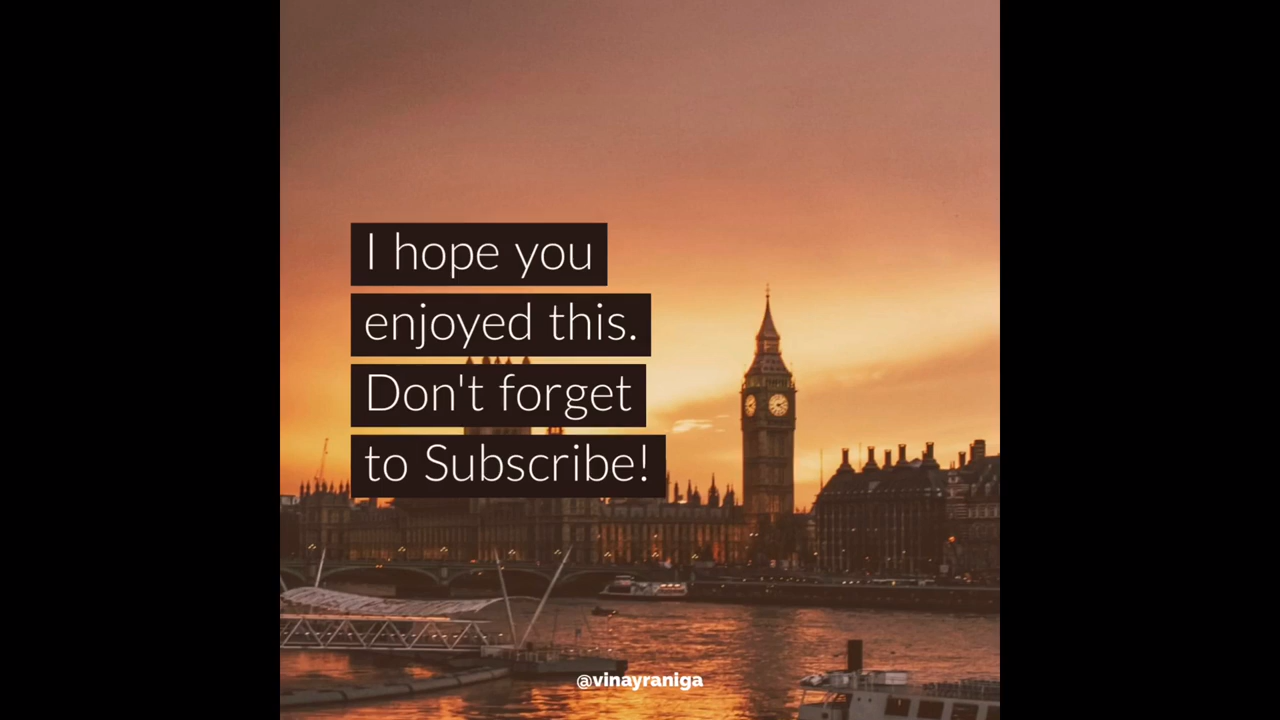 I hope you
enjoyed this.
Don't forget
to Subscribe!
@vinayraniga